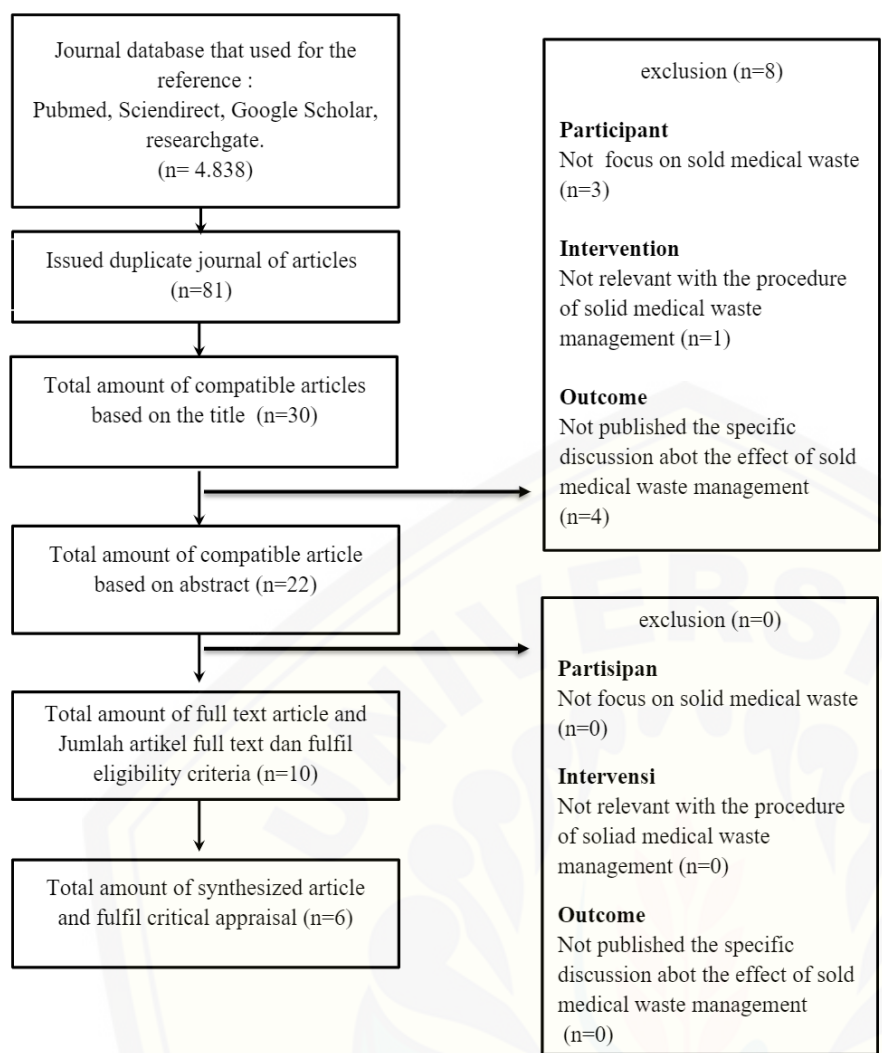 Journal database that used for the
reference :
Pubmed, Sciendirect, Google Scholar,
researchgate.
(n= 4.838)
Issued duplicate journal of articles
(n=81)
Total amount of compatible articles
based on the title (n=30)
Total amount of compatible article
based on abstract (n=22)
Total amount of full text article and
Jumlah artikel full text dan fulfil
eligibility criteria (n=10)
Total amount of synthesized article
and fulfil critical appraisal (n=6)
exclusion (n=8)
Participant
Not focus on sold medical waste
(n=3)
Intervention
Not relevant with the procedure
of solid medical waste
management (n=1)
Outcome
Not published the specific
discussion abot the effect of sold
medical waste management
(n=4)
exclusion (n=0)
Partisipan
Not focus on solid medical waste
(n=0)
Intervensi
Not relevant with the procedure
of soliad medical waste
management (n=0)
Outcome
Not published the specific
discussion abot the effect of sold
medical waste management
(n=0)
UNIVERSI